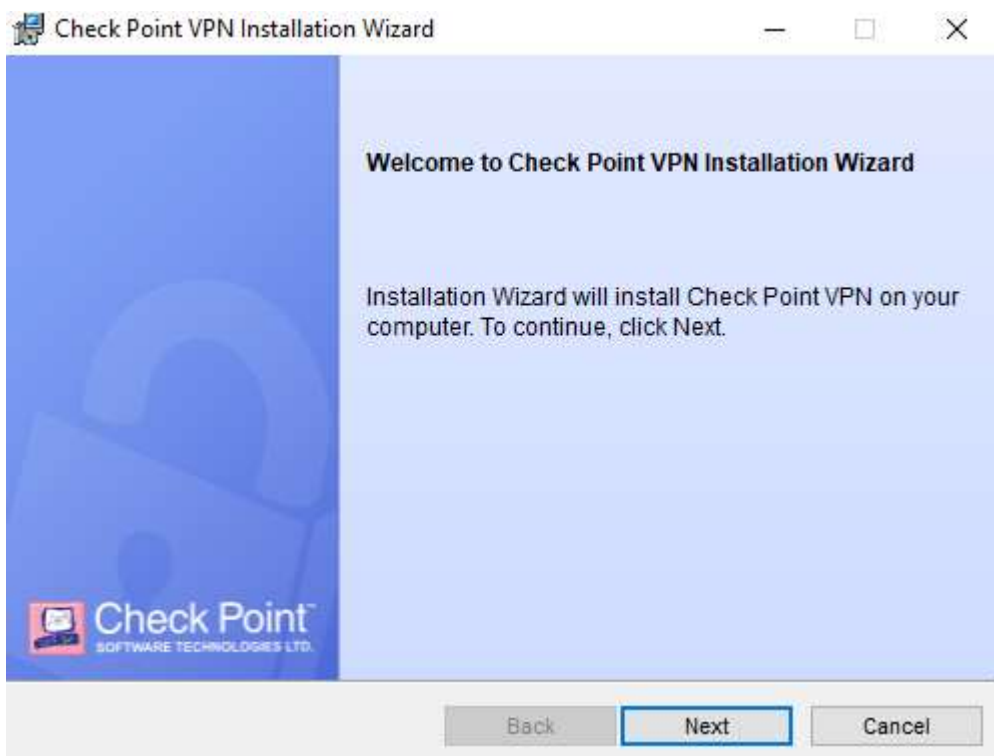 Check Point VPN Installation Wizard
Welcome to Check Point VPN Installation Wizard
Installation Wizard will install Check Point VPN on your
computer. To continue, click Next.
Check Point™
SOFTWARE TECHNOLOGIES LTD.
Back
Next
Cancel